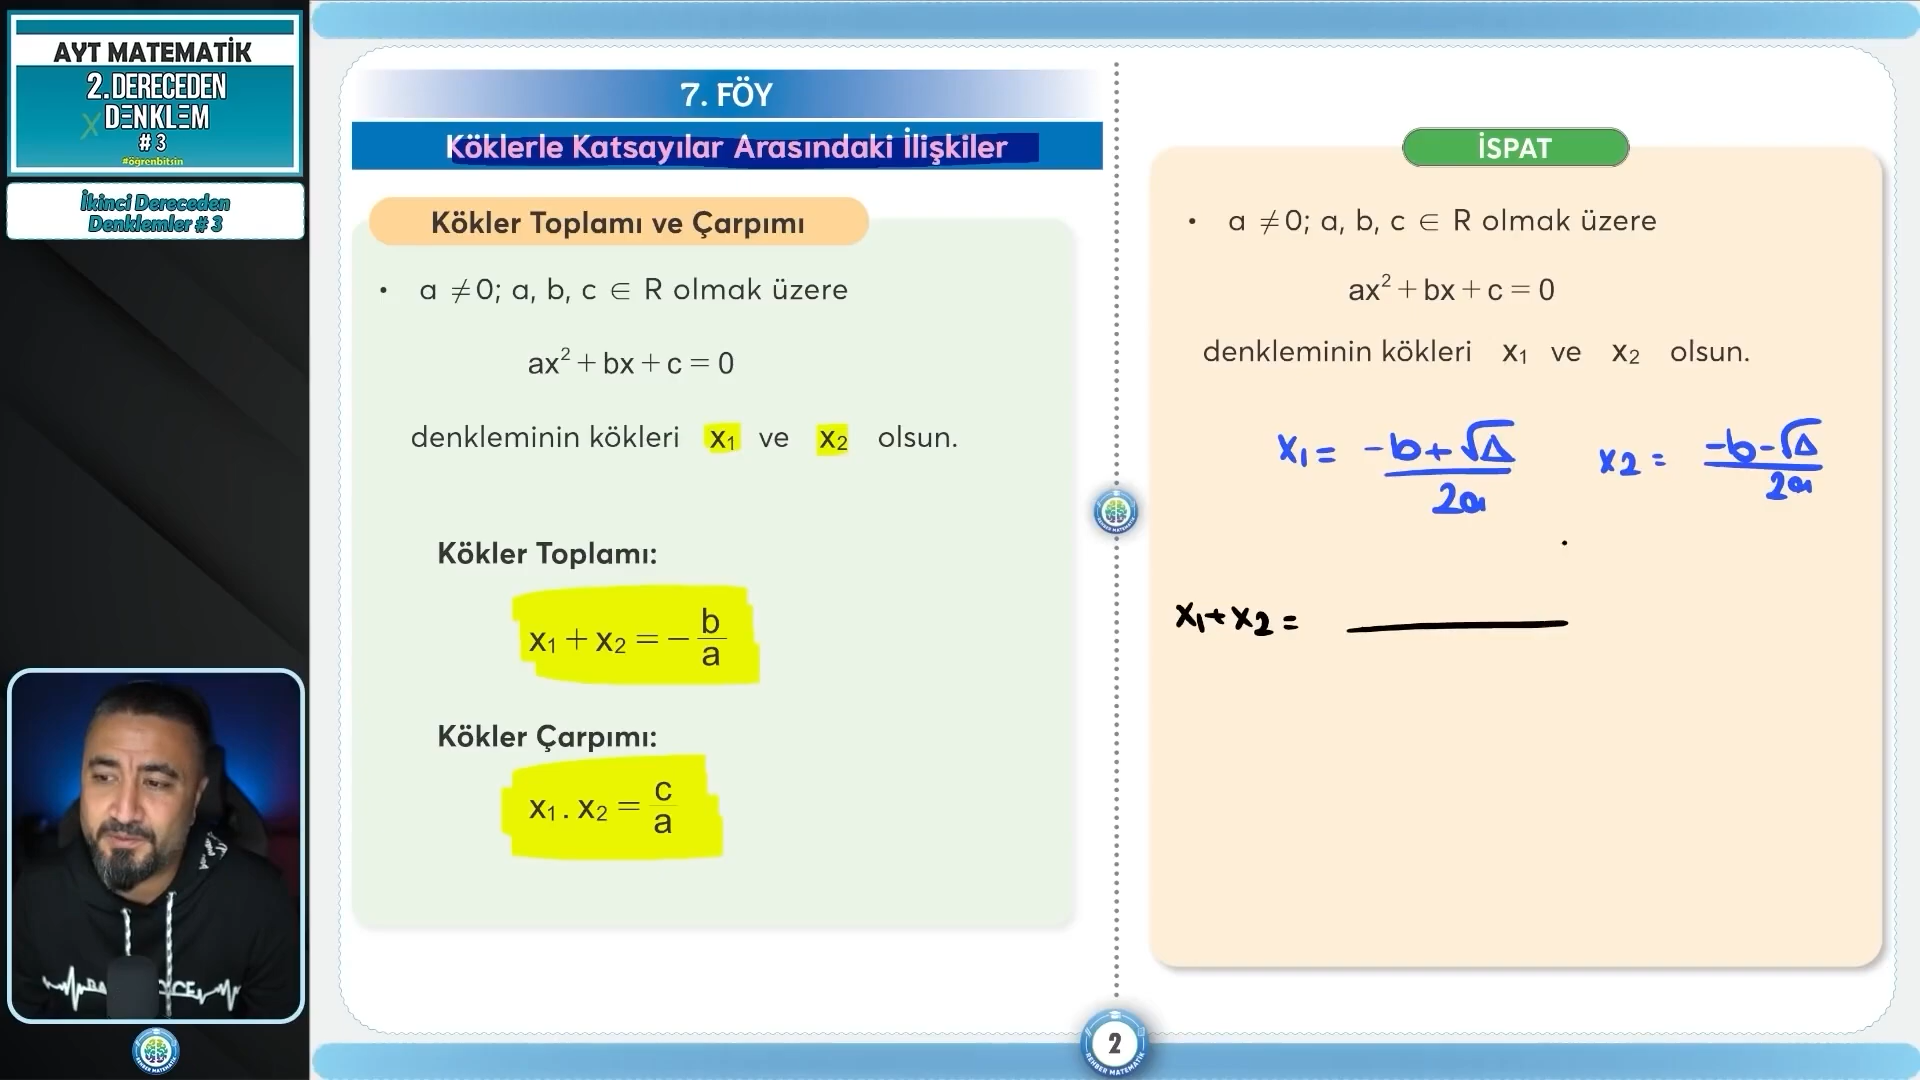 AYT MATEMATİK
2. DERECEDEN
DENKLEM
# 3
#öğrenbitsin
İkinci Dereceden
Denklemler # 3
7. FÖY
Köklerle Katsayılar Arasındaki İlişkiler
Kökler Toplamı ve Çarpımı
• a ≠ 0; a, b, c ∈ R olmak üzere
ax² + bx + c = 0
denkleminin kökleri x₁ ve x₂ olsun.
Kökler Toplamı:
x₁ + x₂ = − b/a
Kökler Çarpımı:
x₁ . x₂ = c/a
İSPAT
• a ≠ 0; a, b, c ∈ R olmak üzere
ax² + bx + c = 0
denkleminin kökleri x₁ ve x₂ olsun.
x₁ = (-b+√Δ)/2a x₂ = (-b-√Δ)/2a
x₁+x₂ =
2
REHBER MATEMATİK